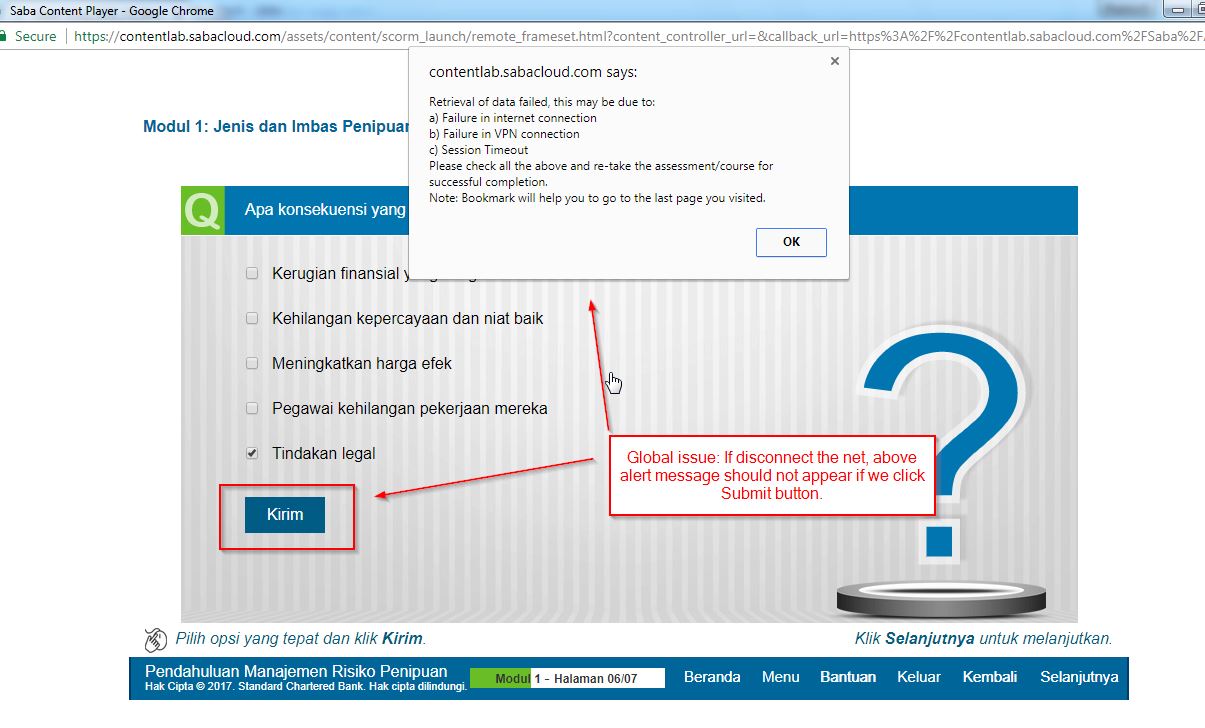 Saba Content Player - Google Chrome
Secure
https://contentlab.sabacloud.com/assets/content/scorm_launch/remote_frameset.html?content_controller_url=&callback_url=https%3A%2F%2Fcontentlab.sabacloud.com%2FSaba%2F
contentlab.sabacloud.com says:
Retrieval of data failed, this may be due to:
a) Failure in internet connection
b) Failure in VPN connection
c) Session Timeout
Please check all the above and re-take the assessment/course for
successful completion.
Note: Bookmark will help you to go to the last page you visited.
OK
Modul 1: Jenis dan Imbas Penipuan
Q
Apa konsekuensi yang
Kerugian finansial
Kehilangan kepercayaan dan niat baik
Meningkatkan harga efek
Pegawai kehilangan pekerjaan mereka
Tindakan legal
Kirim
Global issue: If disconnect the net, above
alert message should not appear if we click
Submit button.
Pilih opsi yang tepat dan klik Kirim.
Klik Selanjutnya untuk melanjutkan.
Pendahuluan Manajemen Risiko Penipuan
Hak Cipta © 2017. Standard Chartered Bank. Hak cipta dilindungi.
Modul 1 - Halaman 06/07
Beranda Menu Bantuan Keluar Kembali Selanjutnya